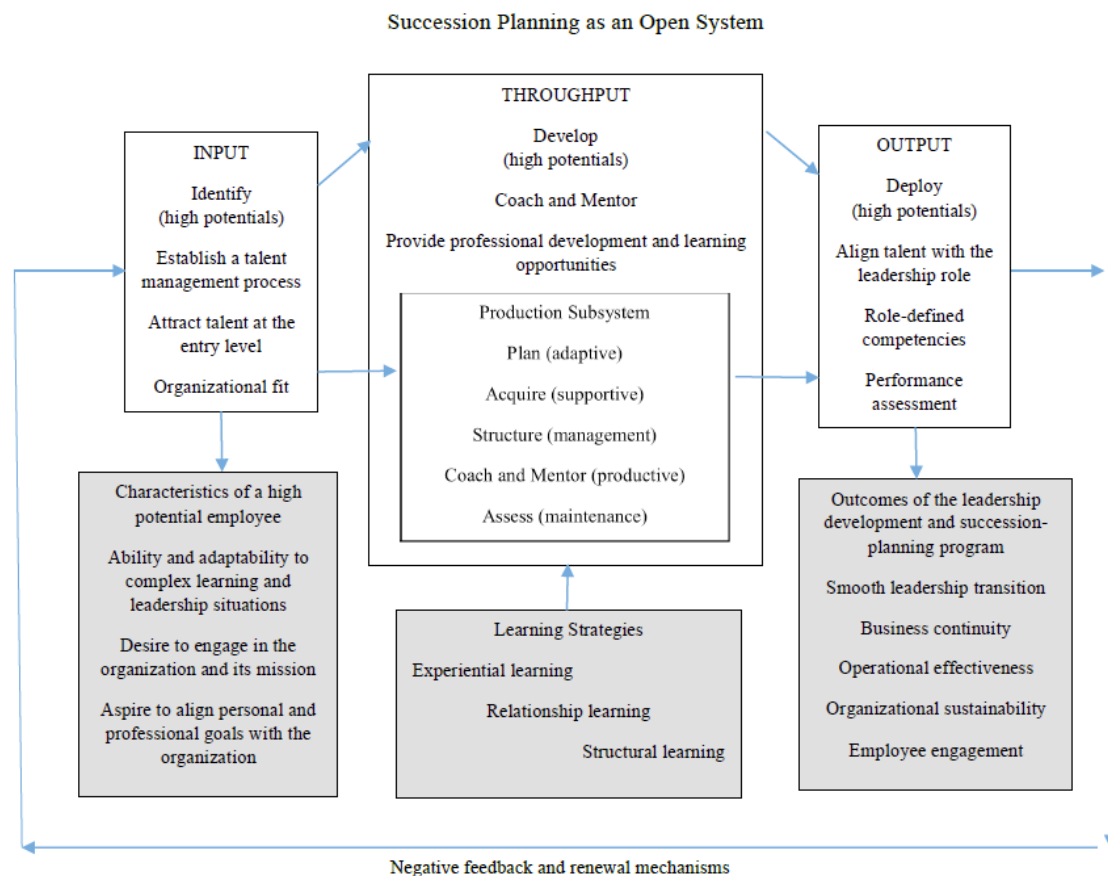 Succession Planning as an Open System
INPUT
Identify
(high potentials)
Establish a talent
management process
Attract talent at the
entry level
Organizational fit
THROUGHPUT
Develop
(high potentials)
Coach and Mentor
Provide professional development and learning
opportunities
Production Subsystem
Plan (adaptive)
Acquire (supportive)
Structure (management)
Coach and Mentor (productive)
Assess (maintenance)
OUTPUT
Deploy
(high potentials)
Align talent with the
leadership role
Role-defined
competencies
Performance
assessment
Characteristics of a high
potential employee
Ability and adaptability to
complex learning and
leadership situations
Desire to engage in the
organization and its mission
Aspire to align personal and
professional goals with the
organization
Learning Strategies
Experiential learning
Relationship learning
Structural learning
Outcomes of the leadership
development and succession-
planning program
Smooth leadership transition
Business continuity
Operational effectiveness
Organizational sustainability
Employee engagement
Negative feedback and renewal mechanisms